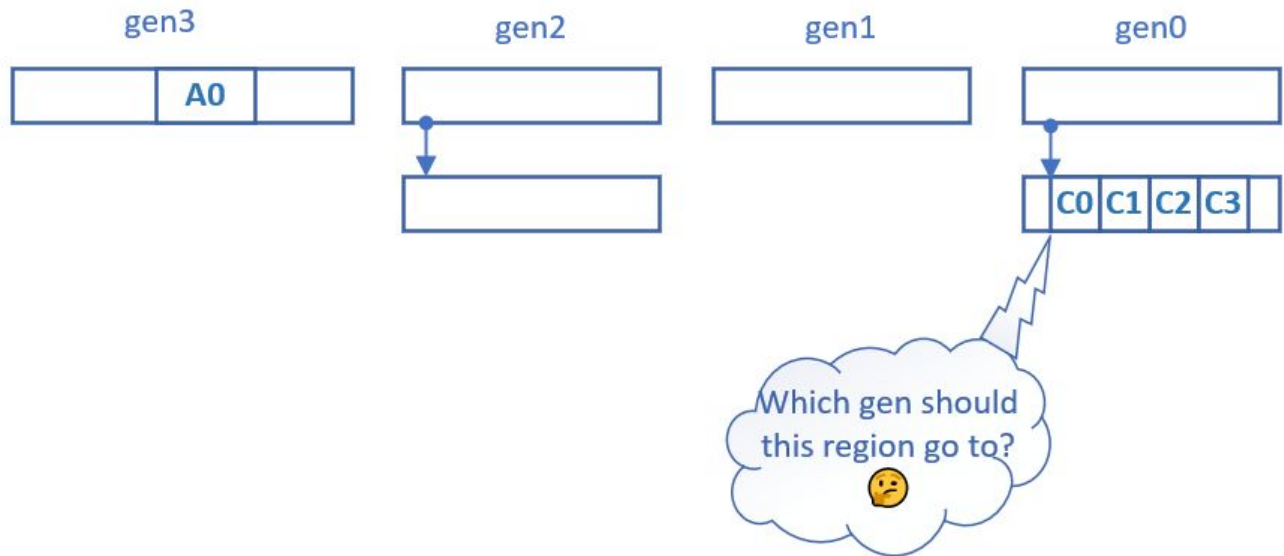 gen3 gen2 gen1 gen0
A0
C0 C1 C2 C3
Which gen should
this region go to?